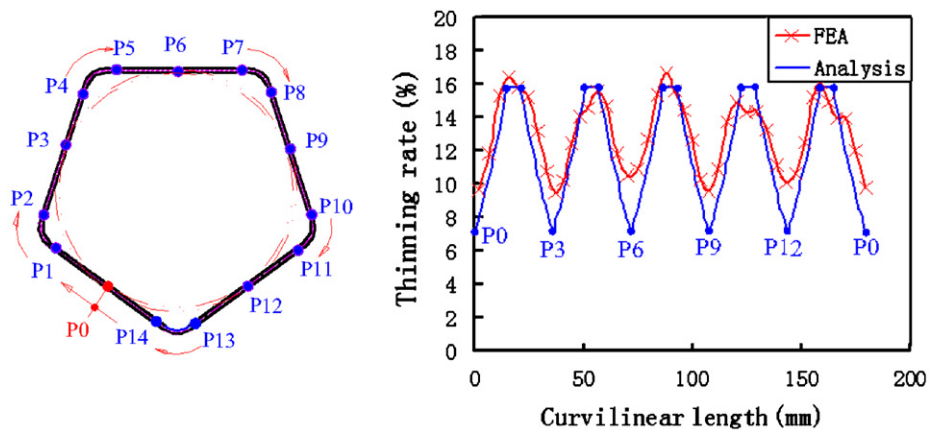 P5 P6 P7
P4
P8
P3
P9
P2
P10
P1
P11
P12
P0
P14
P13
Thinning rate (%)
20
18
16
14
12
10
8
6
4
2
0
FEA
Analysis
P0 P3 P6 P9 P12 P0
0 50 100 150 200
Curvilinear length (mm)